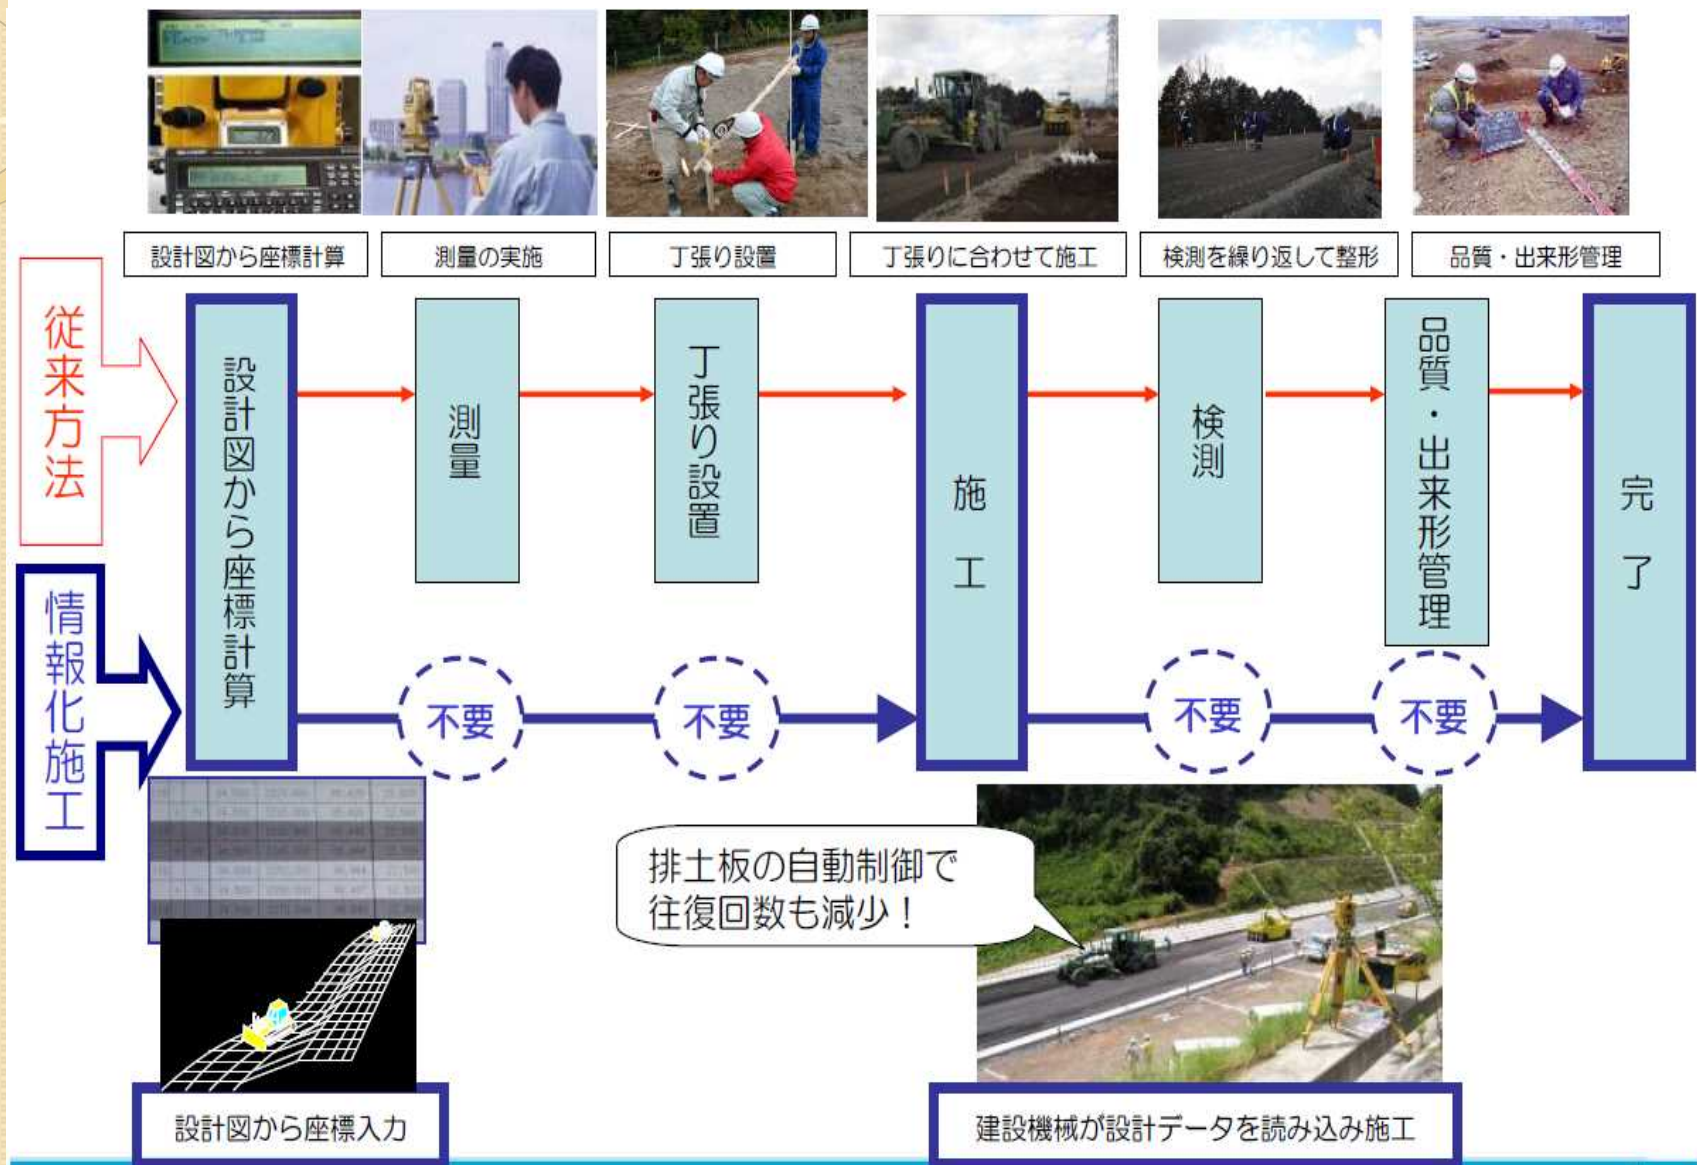 設計図から座標計算
測量の実施
丁張り設置
丁張りに合わせて施工
検測を繰り返して整形
品質・出来形管理
従来方法
設計図から座標計算
測量
丁張り設置
施工
検測
品質・出来形管理
完了
情報化施工
不要
不要
不要
不要
排土板の自動制御で
往復回数も減少！
設計図から座標入力
建設機械が設計データを読み込み施工